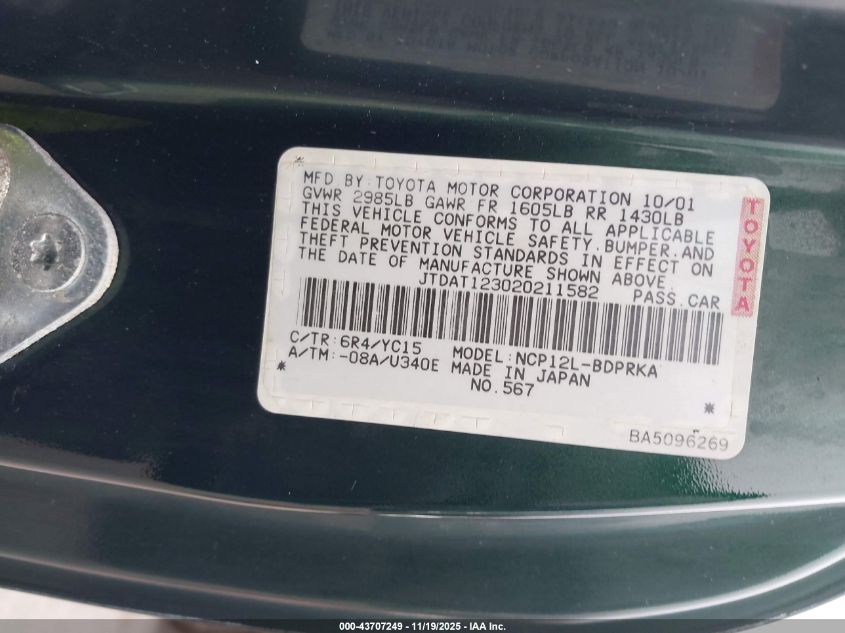 MFD BY: TOYOTA MOTOR CORPORATION 10/01
GVWR 2985LB GAWR FR 1605LB RR 1430LB
THIS VEHICLE CONFORMS TO ALL APPLICABLE
FEDERAL MOTOR VEHICLE SAFETY, BUMPER, AND
THEFT PREVENTION STANDARDS IN EFFECT ON
THE DATE OF MANUFACTURE SHOWN ABOVE.
JTDAT123020211582 PASS. CAR
C/TR: 6R4/YC15 MODEL: NCP12L-BDPRKA
A/TM: -08A/U340E MADE IN JAPAN
NO. 567
BA5096269
TOYOTA
000-43707249 - 11/19/2025 - IAA Inc.